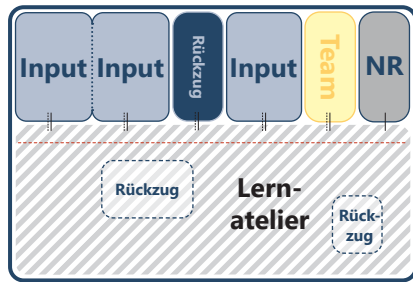 Input
Input
Rückzug
Input
Team
NR
Rückzug
Lern-
atelier
Rück-
zug